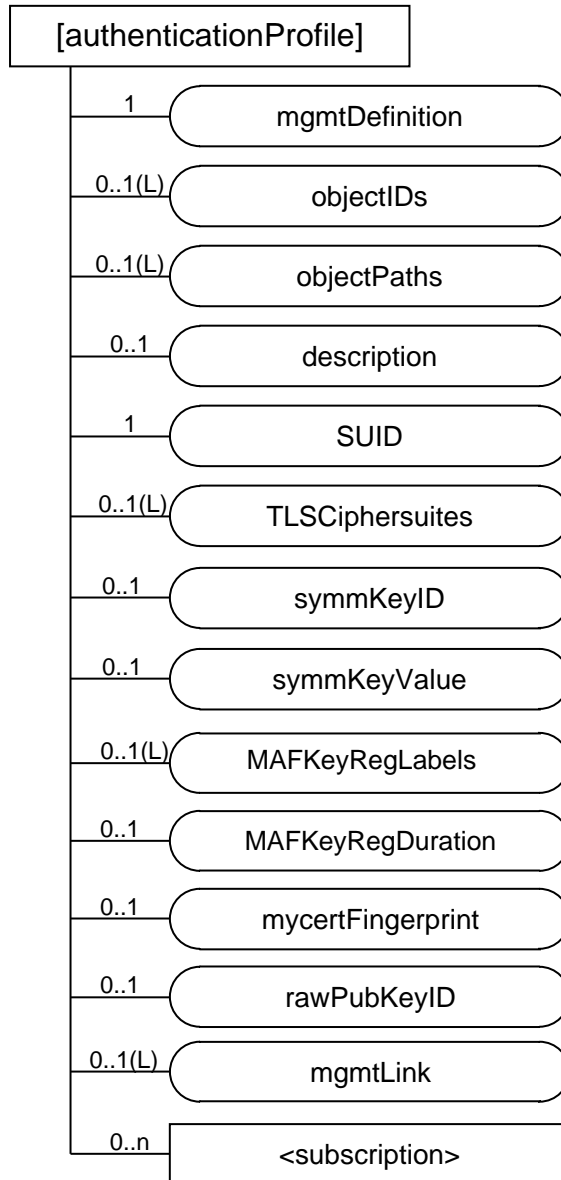 [authenticationProfile]
1
mgmtDefinition
0..1(L)
objectIDs
0..1(L)
objectPaths
0..1
description
1
SUID
0..1(L)
TLSCiphersuites
0..1
symmKeyID
0..1
symmKeyValue
0..1(L)
MAFKeyRegLabels
0..1
MAFKeyRegDuration
0..1
mycertFingerprint
0..1
rawPubKeyID
0..1(L)
mgmtLink
0..n
<subscription>